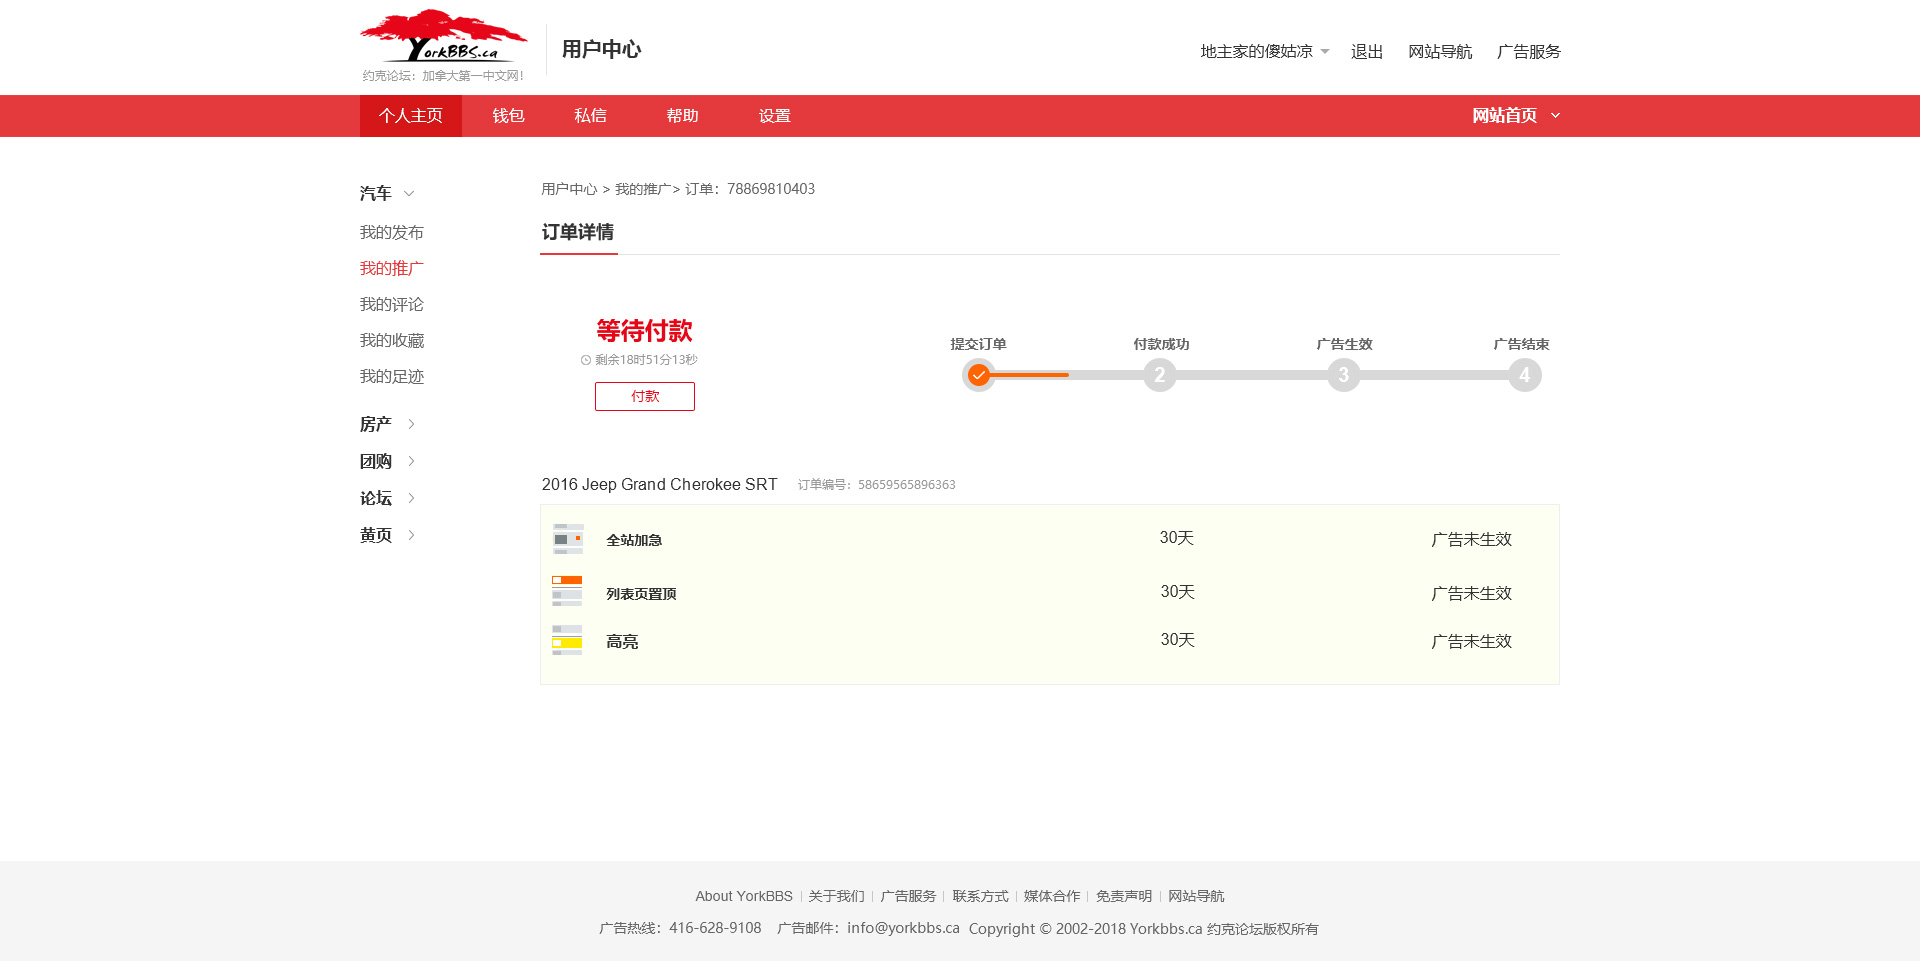 YorkBBS.ca
约克论坛：加拿大第一中文网！
用户中心
地主家的傻姑凉 退出 网站导航 广告服务
个人主页 钱包 私信 帮助 设置 网站首页
汽车
我的发布
我的推广
我的评论
我的收藏
我的足迹
房产
团购
论坛
黄页
用户中心 > 我的推广> 订单：78869810403
订单详情
等待付款
剩余18时51分13秒
付款
提交订单 付款成功 广告生效 广告结束
2 3 4
2016 Jeep Grand Cherokee SRT 订单编号：58659565896363
全站加急 30天 广告未生效
列表页置顶 30天 广告未生效
高亮 30天 广告未生效
About YorkBBS 关于我们 广告服务 联系方式 媒体合作 免责声明 网站导航
广告热线：416-628-9108 广告邮件：info@yorkbbs.ca Copyright © 2002-2018 Yorkbbs.ca 约克论坛版权所有